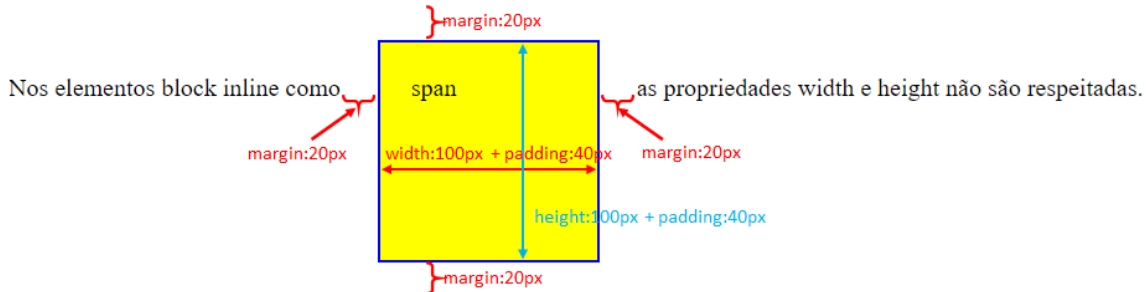 margin:20px
Nos elementos block inline como span as propriedades width e height não são respeitadas.
margin:20px width:100px + padding:40px margin:20px
height:100px + padding:40px
margin:20px